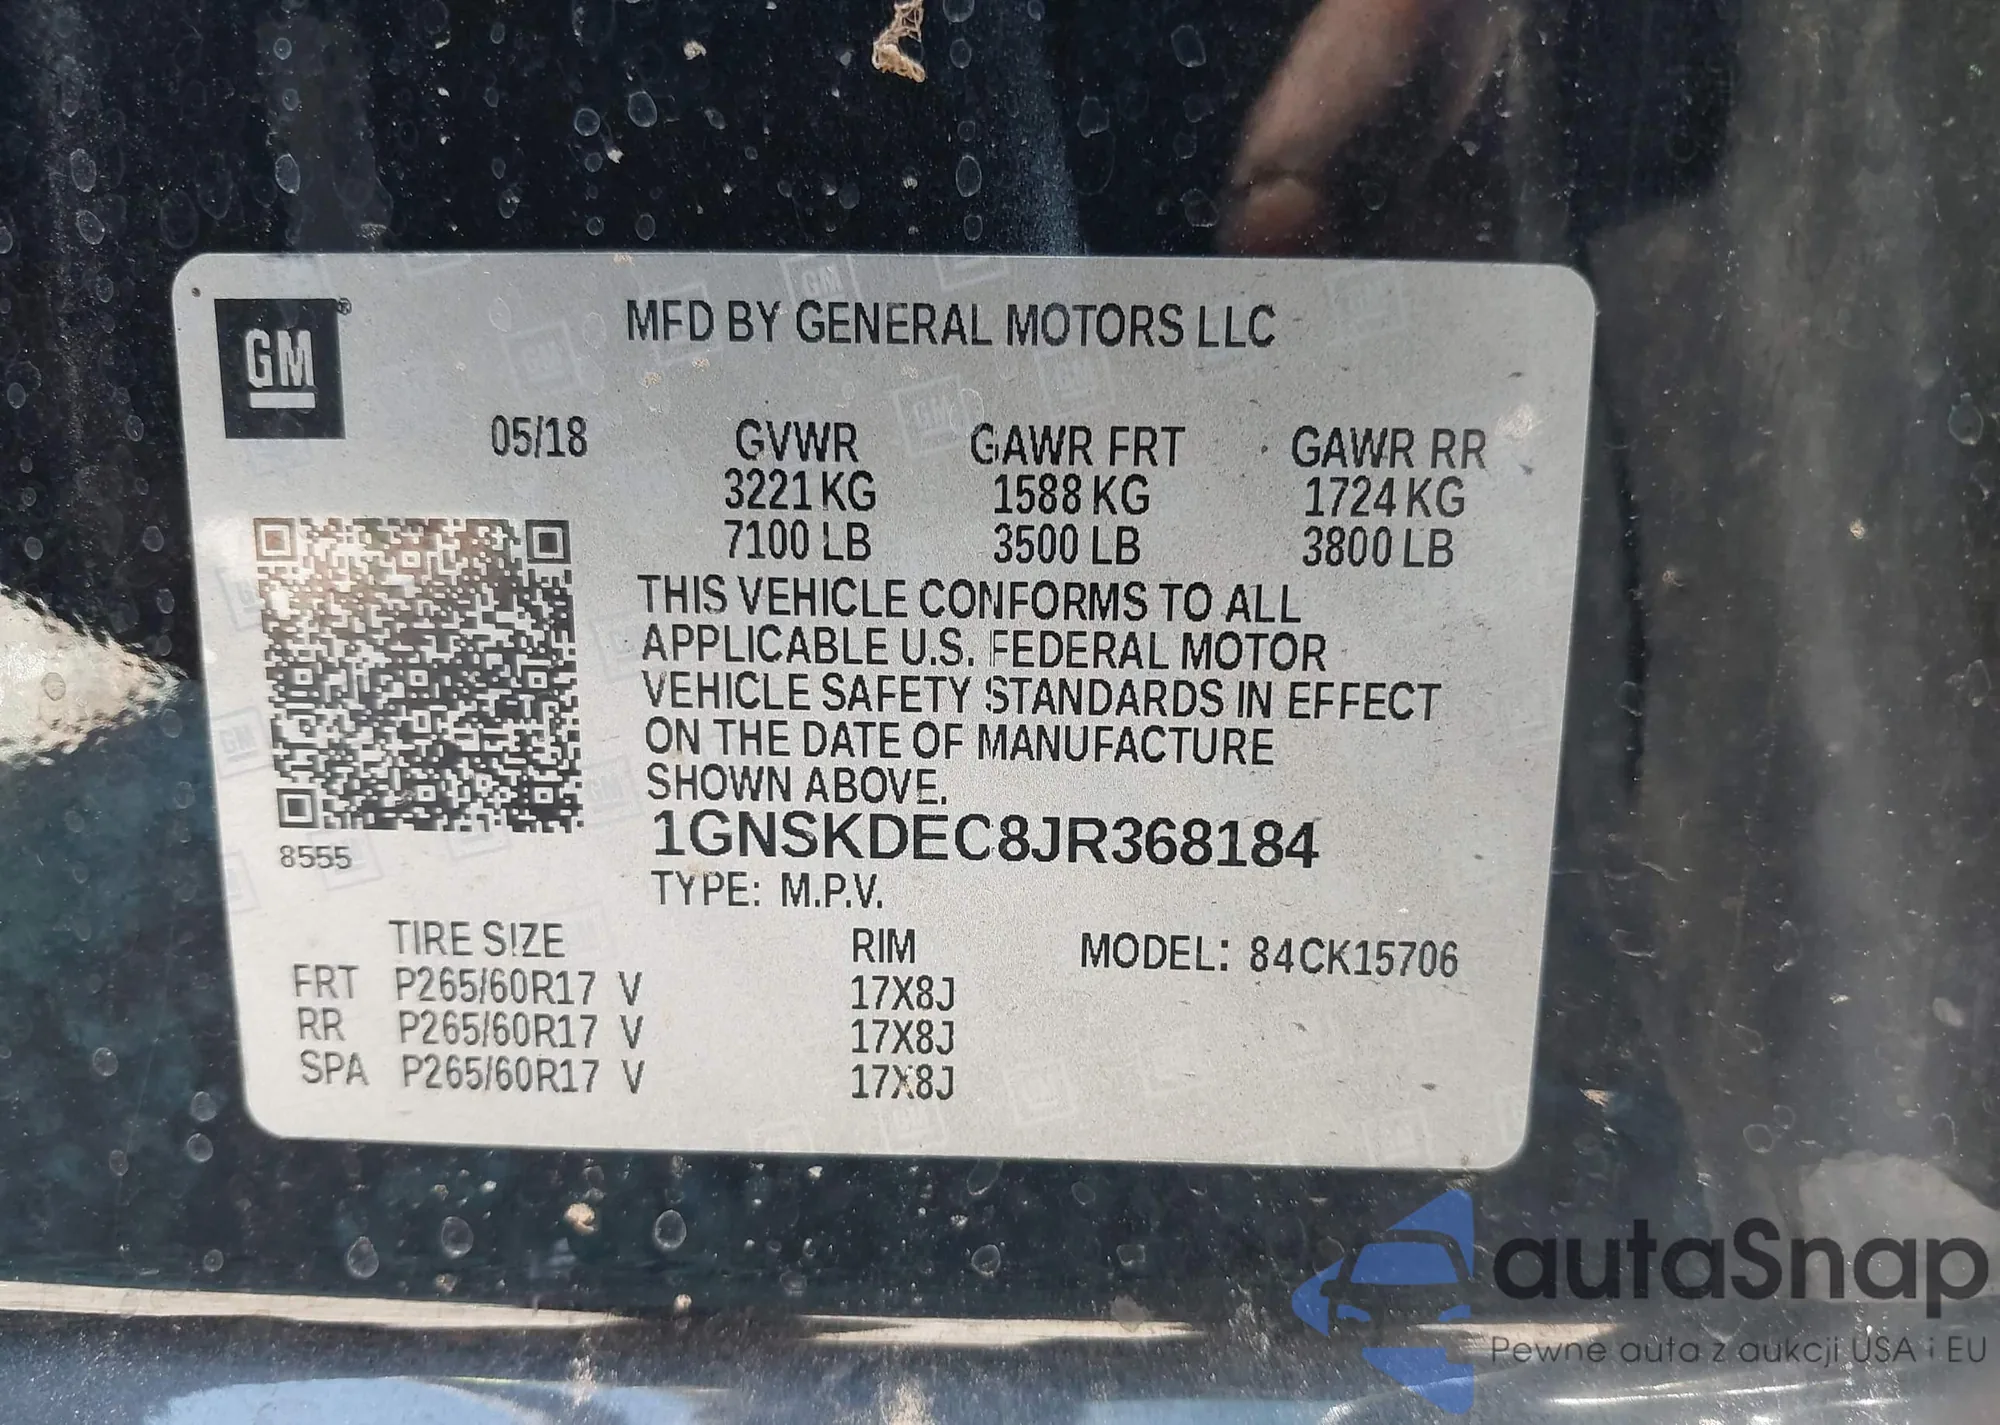 GM ®
MFD BY GENERAL MOTORS LLC
05/18 GVWR GAWR FRT GAWR RR
3221 KG 1588 KG 1724 KG
7100 LB 3500 LB 3800 LB
THIS VEHICLE CONFORMS TO ALL
APPLICABLE U.S. FEDERAL MOTOR
VEHICLE SAFETY STANDARDS IN EFFECT
ON THE DATE OF MANUFACTURE
SHOWN ABOVE.
8555
1GNSKDEC8JR368184
TYPE: M.P.V.
TIRE SIZE RIM MODEL: 84CK15706
FRT P265/60R17 V 17X8J
RR P265/60R17 V 17X8J
SPA P265/60R17 V 17X8J
autaSnap
Pewne auta z aukcji USA i EU